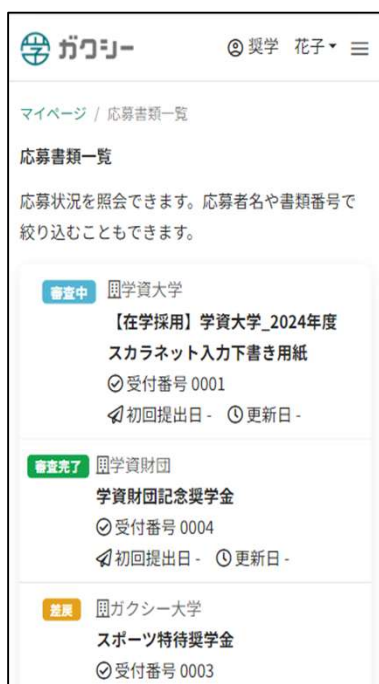 ガクシー
奨学 花子
マイページ / 応募書類一覧
応募書類一覧
応募状況を照会できます。応募者名や書類番号で
絞り込むこともできます。
審査中 学資大学
【在学採用】学資大学_2024年度
スカラネット入力下書き用紙
受付番号 0001
初回提出日 - 更新日 -
審査完了 学資財団
学資財団記念奨学金
受付番号 0004
初回提出日 - 更新日 -
差戻 ガクシー大学
スポーツ特待奨学金
受付番号 0003